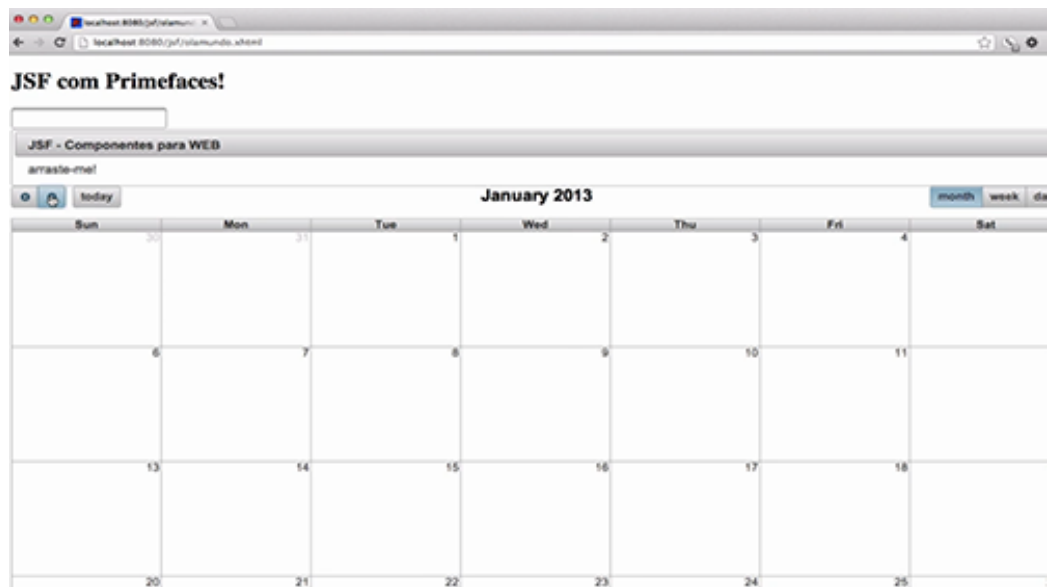 localhost:8080/jsf/olamundo.xhtml
JSF com Primefaces!
JSF - Componentes para WEB
arraste-me!
today January 2013 month week da
Sun Mon Tue Wed Thu Fri Sat
30 31 1 2 3 4
6 7 8 9 10 11
13 14 15 16 17 18
20 21 22 23 24 25